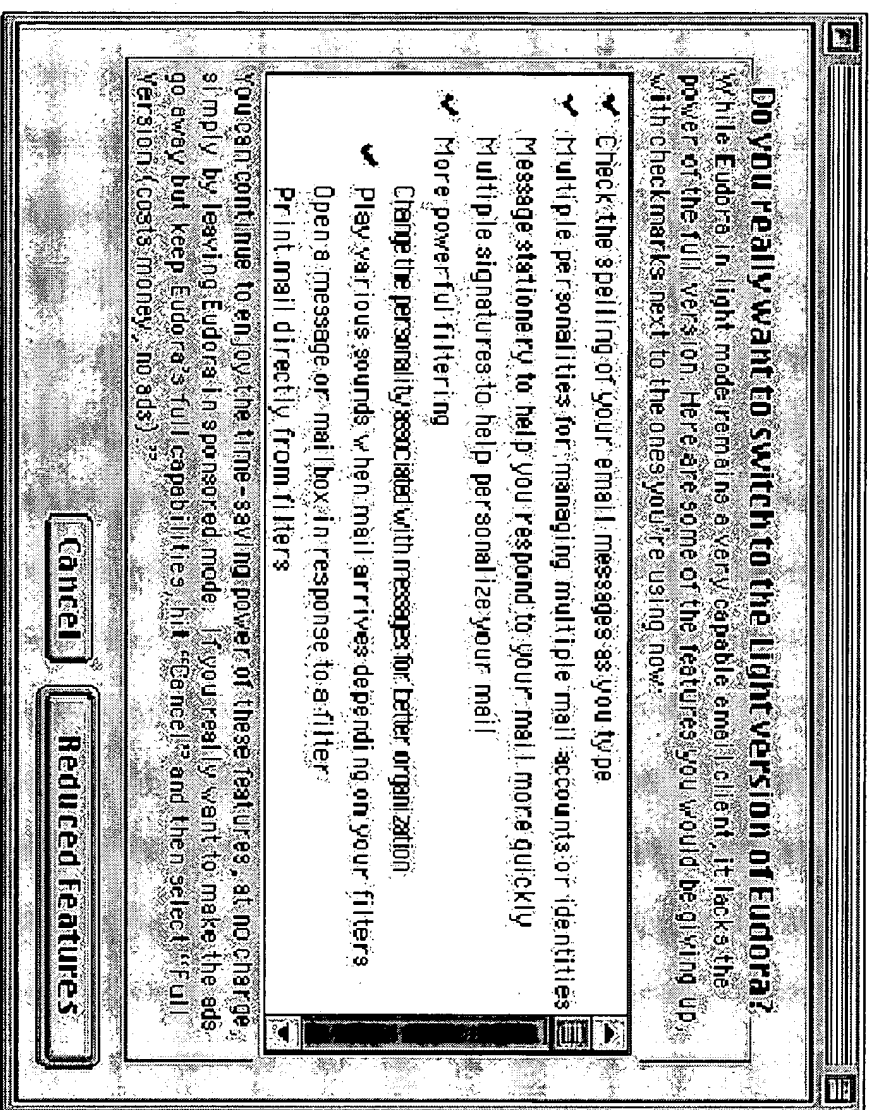 Do you really want to switch to the Light version of Eudora?
While Eudora in light mode remains a very capable email client, it lacks the
power of the full version. Here are some of the features you would be giving up,
with checkmarks next to the ones you're using now:
✓ Check the spelling of your email messages as you type
✓ Multiple personalities for managing multiple mail accounts or identities
Message stationery to help you respond to your mail more quickly
Multiple signatures to help personalize your mail
✓ More powerful filtering
Change the personality associated with messages for better organization
✓ Play various sounds when mail arrives depending on your filters
Open a message or mailbox in response to a filter
Print mail directly from filters
You can continue to enjoy the time-saving power of these features, at no charge,
simply by leaving Eudora in sponsored mode. If you really want to make the ads
go away but keep Eudora's full capabilities, hit “Cancel” and then select “Full
version (costs money, no ads)”.
Cancel
Reduced Features